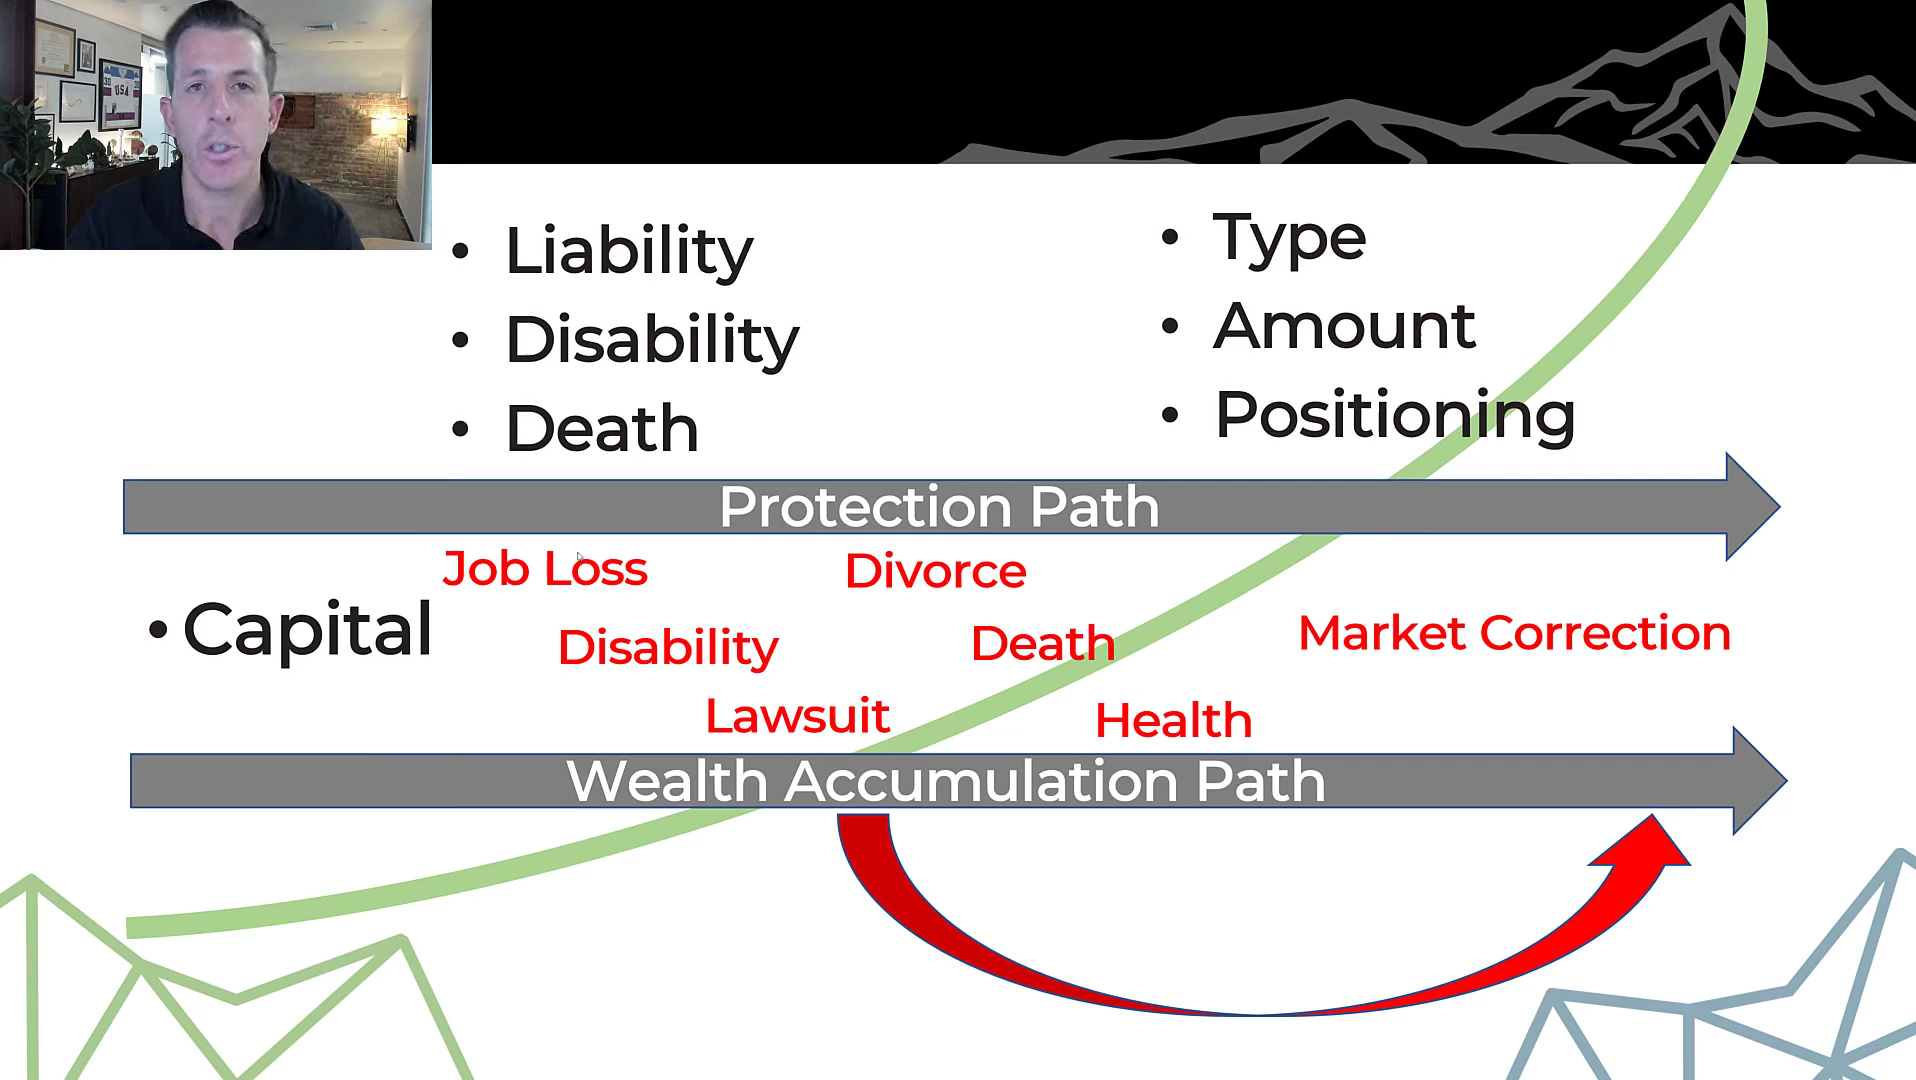 USA
• Liability
• Disability
• Death
• Type
• Amount
• Positioning
Protection Path
Job Loss
Divorce
• Capital
Disability
Death
Market Correction
Lawsuit
Health
Wealth Accumulation Path